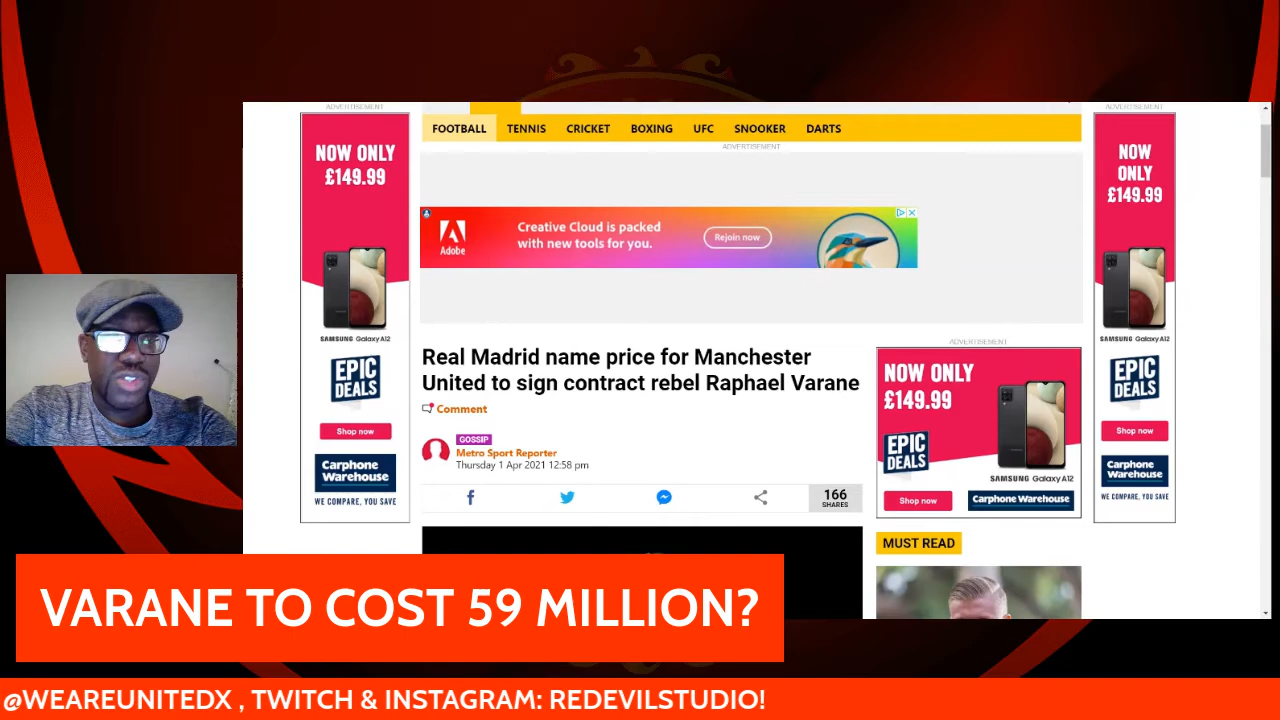 ADVERTISEMENT
ADVERTISEMENT
FOOTBALL TENNIS CRICKET BOXING UFC SNOOKER DARTS
ADVERTISEMENT
NOW ONLY
£149.99
SAMSUNG Galaxy A12
EPIC
DEALS
Shop now
Carphone
Warehouse
WE COMPARE, YOU SAVE
Adobe
Creative Cloud is packed
with new tools for you.
Rejoin now
NOW
ONLY
£149.99
SAMSUNG Galaxy A12
EPIC
DEALS
Shop now
Carphone
Warehouse
WE COMPARE, YOU SAVE
Real Madrid name price for Manchester
United to sign contract rebel Raphael Varane
Comment
GOSSIP
Metro Sport Reporter
Thursday 1 Apr 2021 12:58 pm
166
SHARES
ADVERTISEMENT
NOW ONLY
£149.99
EPIC
DEALS
SAMSUNG Galaxy A12
Shop now
Carphone Warehouse
MUST READ
VARANE TO COST 59 MILLION?
@WEAREUNITEDX , TWITCH & INSTAGRAM: REDEVILSTUDIO!